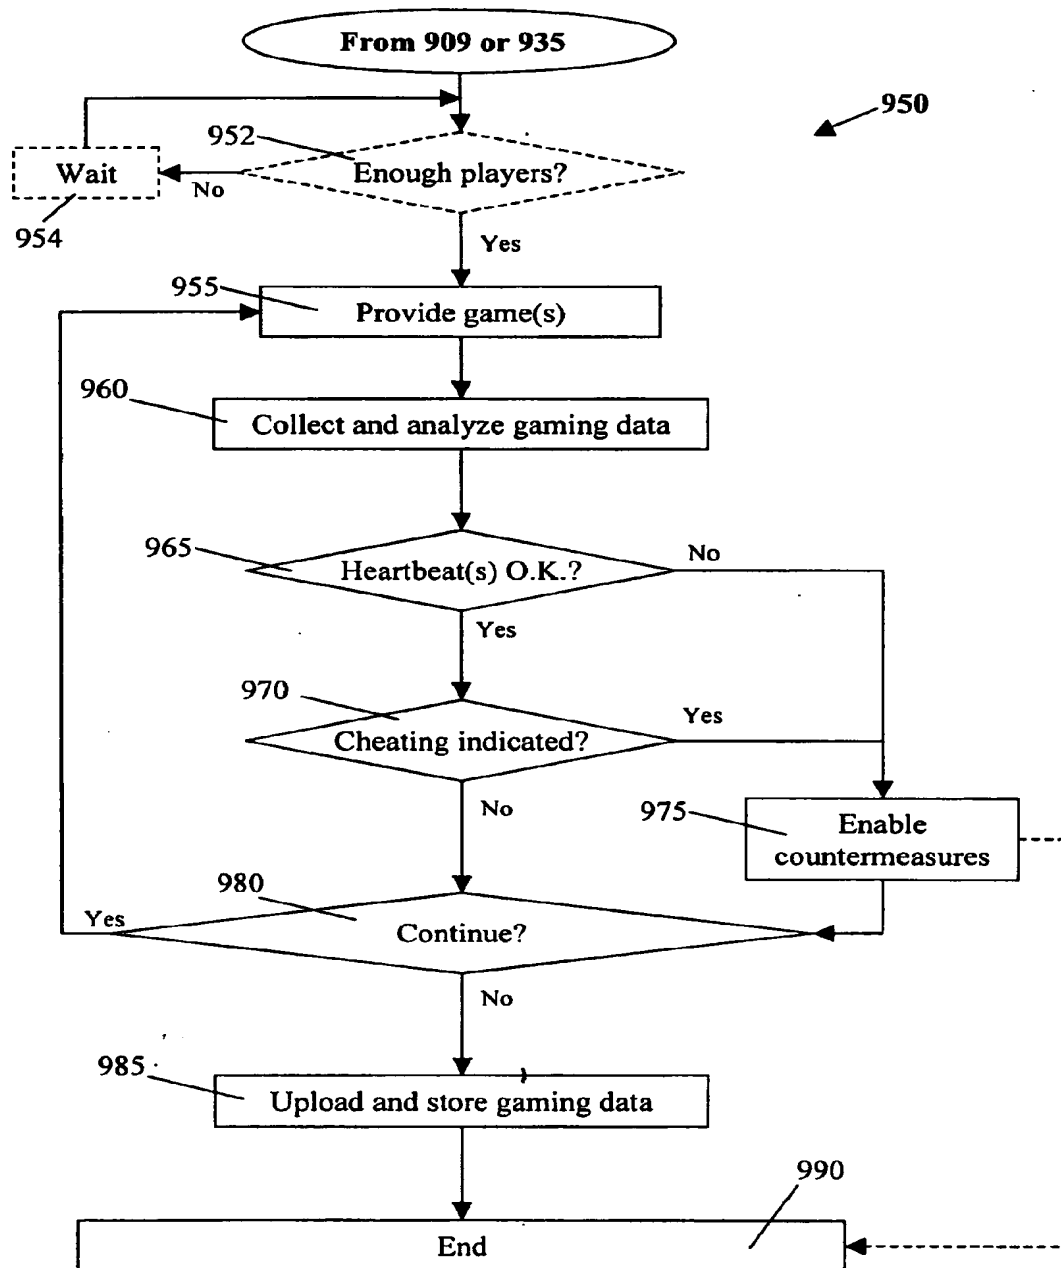 From 909 or 935
950
952
Enough players?
Wait
No
954
Yes
955
Provide game(s)
960
Collect and analyze gaming data
965
Heartbeat(s) O.K.?
No
Yes
970
Cheating indicated?
Yes
No
975
Enable
countermeasures
980
Yes
Continue?
No
985
Upload and store gaming data
990
End